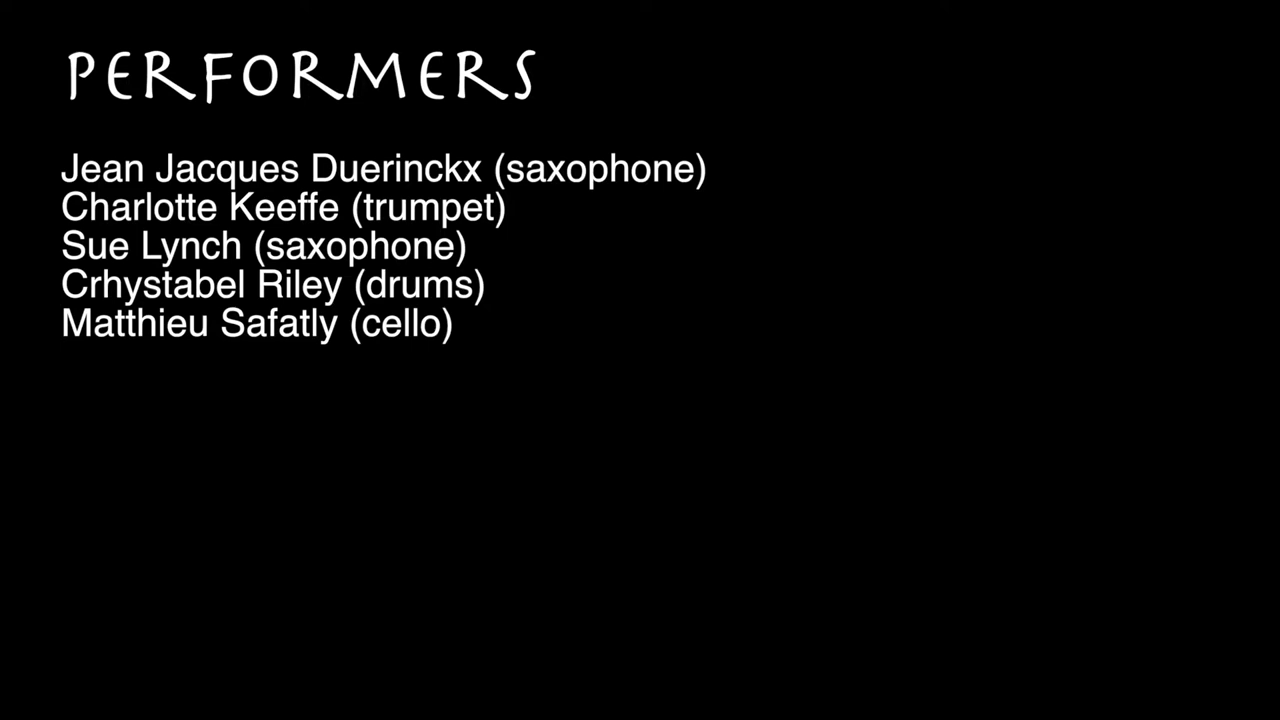 PERFORMERS
Jean Jacques Duerinckx (saxophone)
Charlotte Keeffe (trumpet)
Sue Lynch (saxophone)
Crhystabel Riley (drums)
Matthieu Safatly (cello)